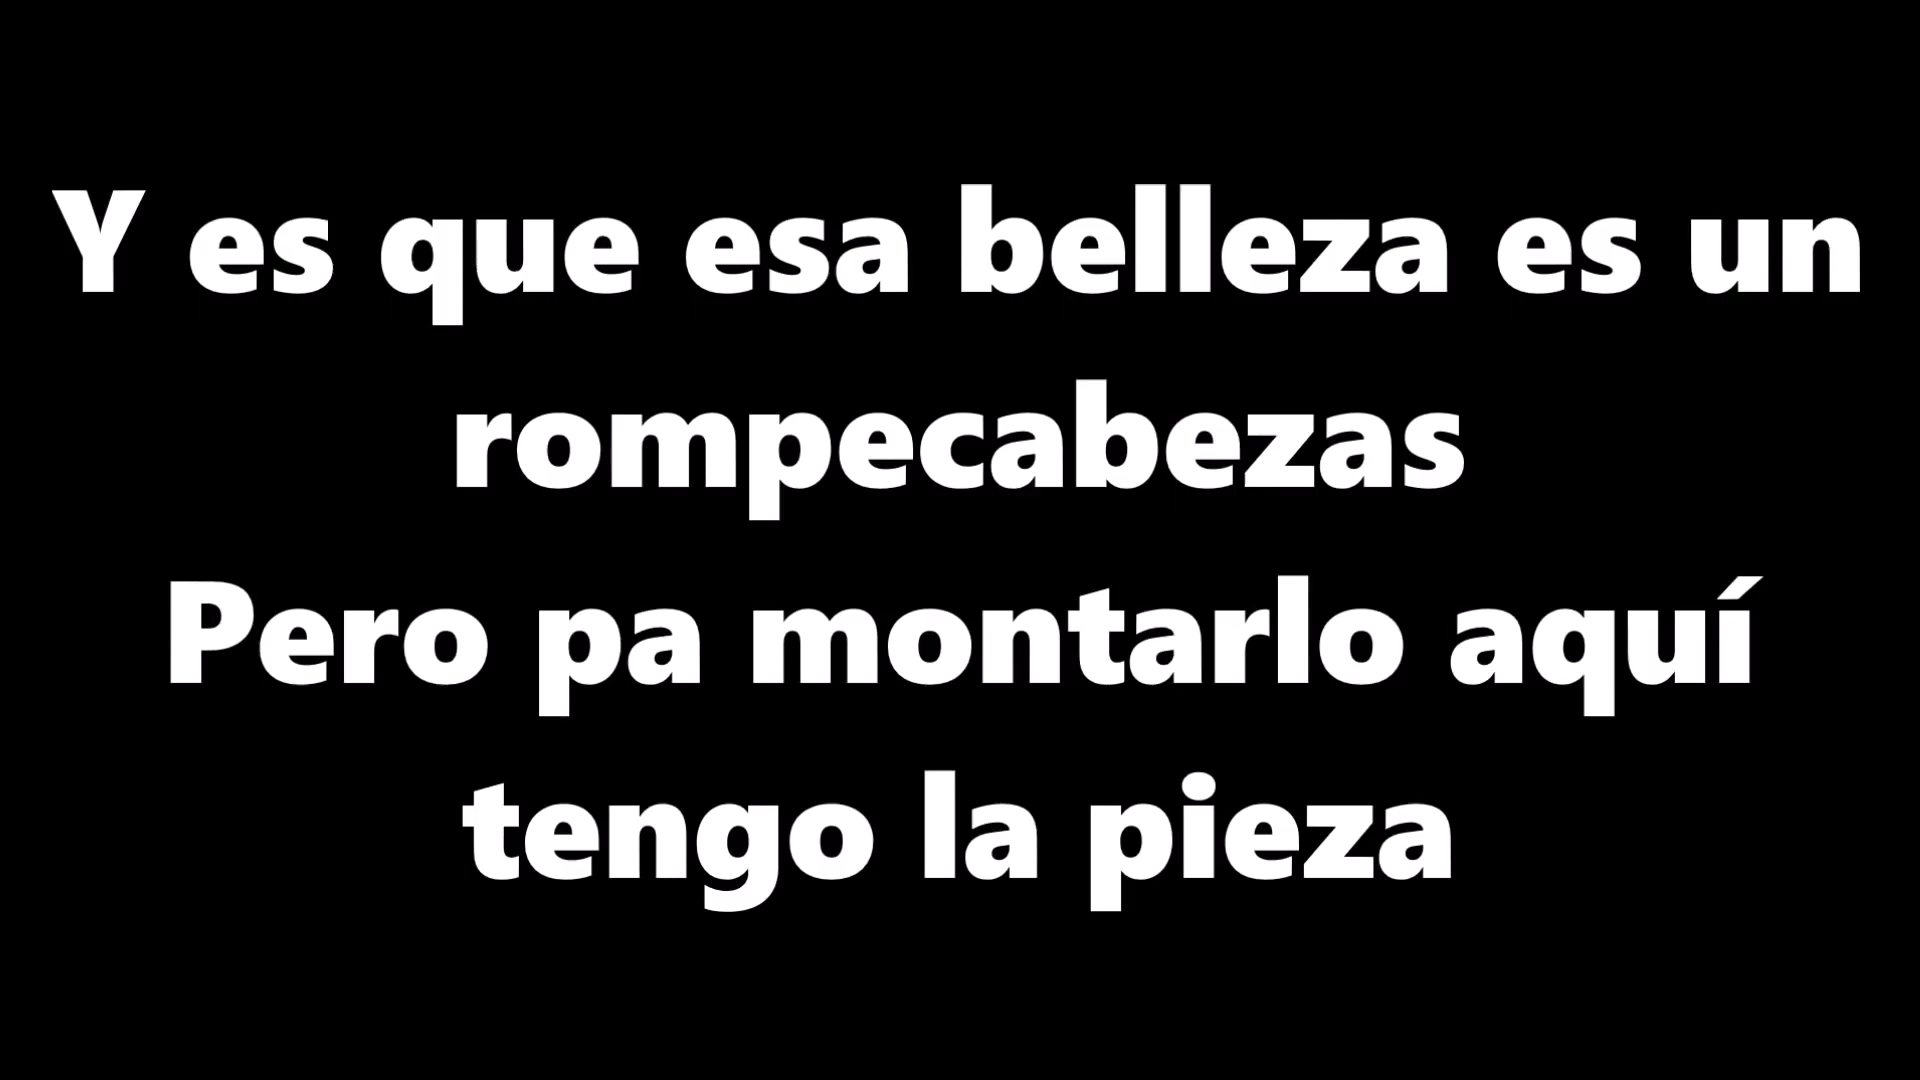 Y es que esa belleza es un
rompecabezas
Pero pa montarlo aquí
tengo la pieza